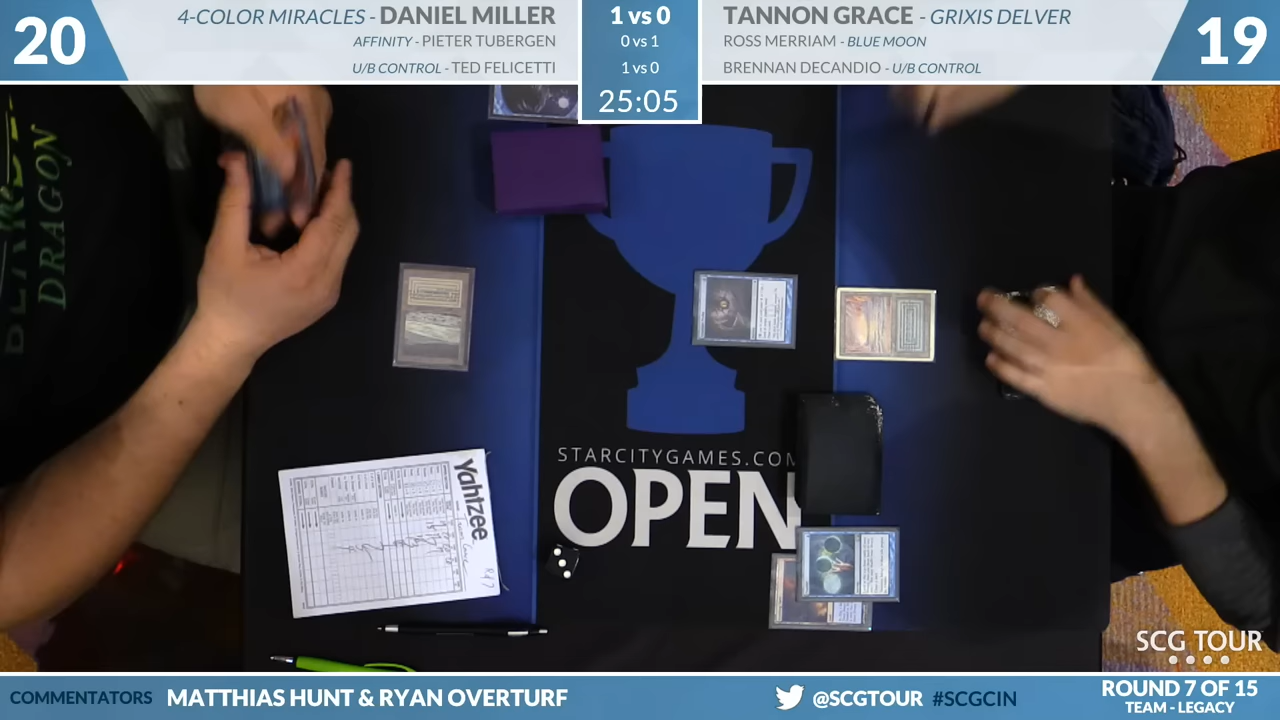 20
4-COLOR MIRACLES - DANIEL MILLER
AFFINITY - PIETER TUBERGEN
U/B CONTROL - TED FELICETTI
1 vs 0
0 vs 1
1 vs 0
25:05
TANNON GRACE - GRIXIS DELVER
ROSS MERRIAM - BLUE MOON
BRENNAN DECANDIO - U/B CONTROL
19
DRAGON
Yahtzee
STARCITYGAMES.COM
OPEN
SCG TOUR
COMMENTATORS MATTHIAS HUNT & RYAN OVERTURF
@SCGTOUR #SCGCIN
ROUND 7 OF 15
TEAM - LEGACY